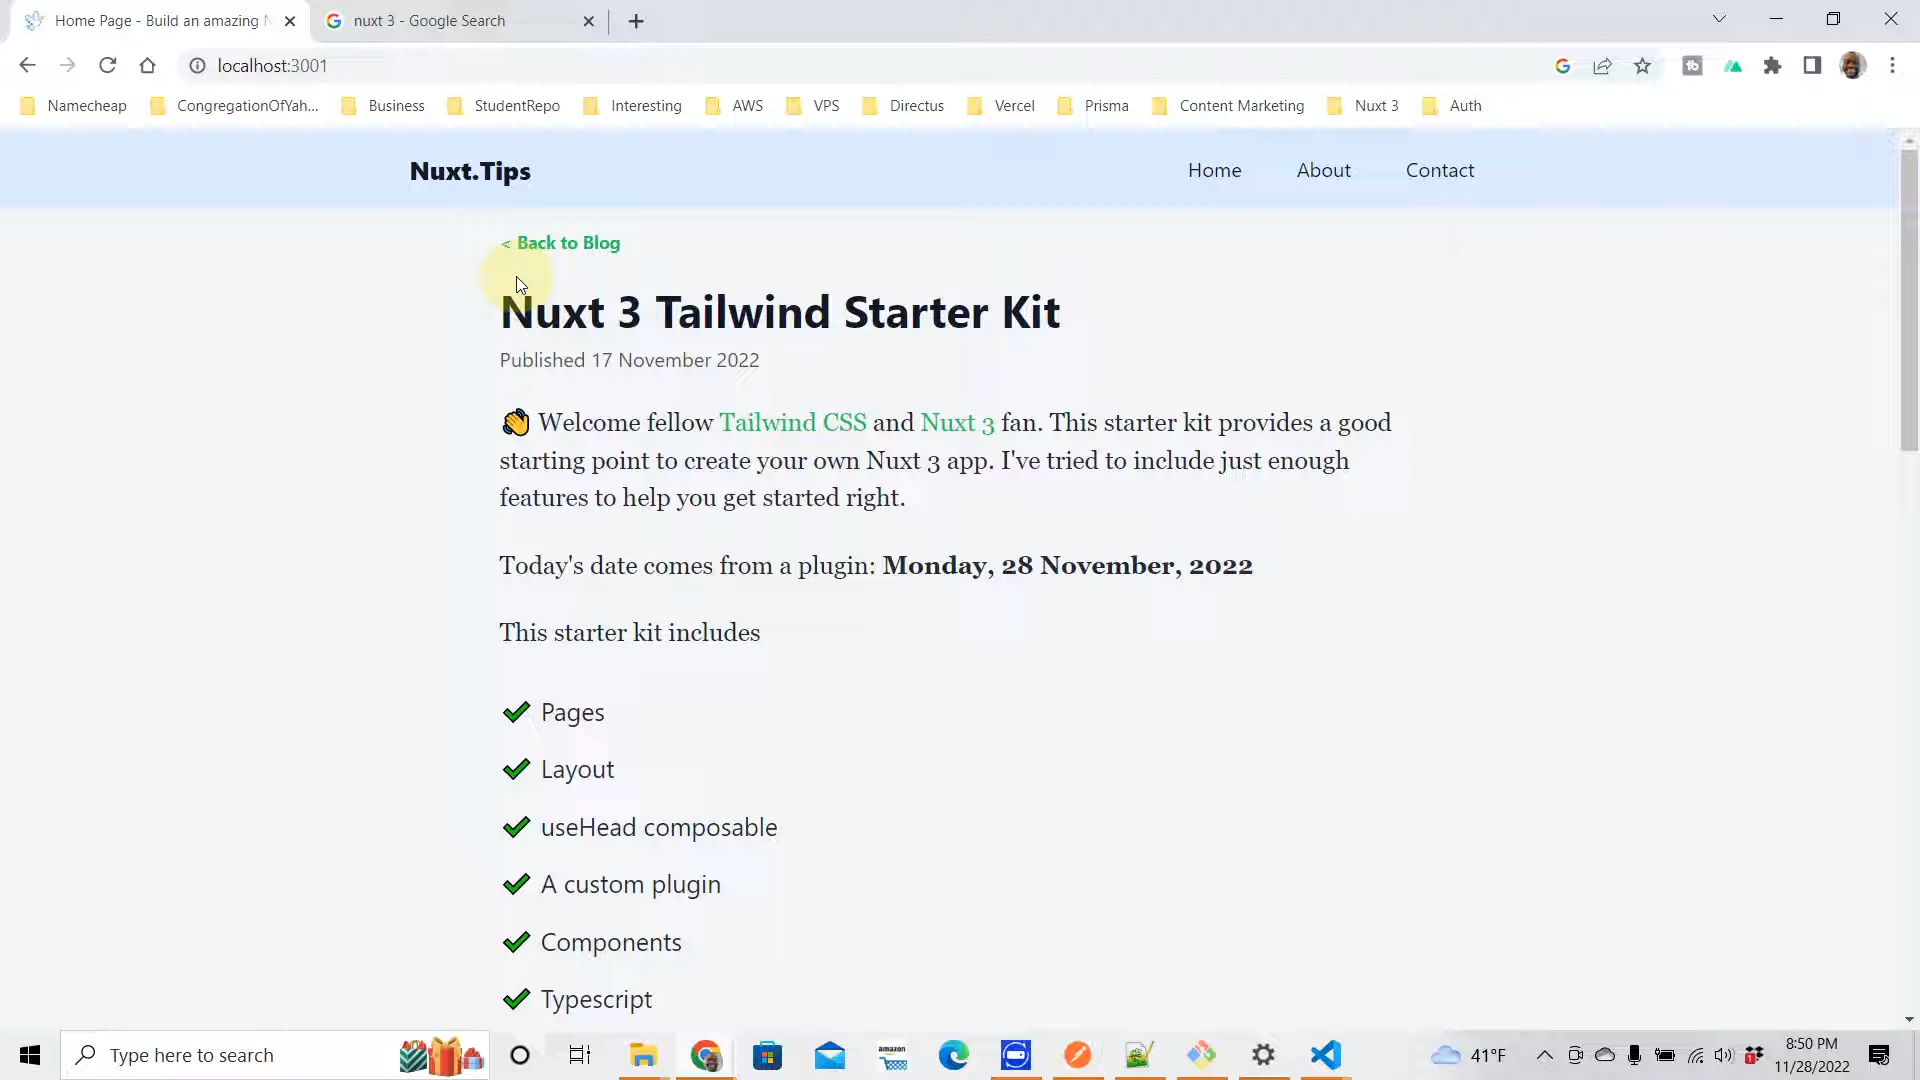 Home Page - Build an amazing N
nuxt 3 - Google Search
localhost:3001
Namecheap
CongregationOfYah...
Business
StudentRepo
Interesting
AWS
VPS
Directus
Vercel
Prisma
Content Marketing
Nuxt 3
Auth
Nuxt.Tips
Home
About
Contact
< Back to Blog
Nuxt 3 Tailwind Starter Kit
Published 17 November 2022
👏 Welcome fellow Tailwind CSS and Nuxt 3 fan. This starter kit provides a good
starting point to create your own Nuxt 3 app. I've tried to include just enough
features to help you get started right.
Today's date comes from a plugin: Monday, 28 November, 2022
This starter kit includes
Pages
Layout
useHead composable
A custom plugin
Components
Typescript
Type here to search
amazon
41°F
8:50 PM
11/28/2022